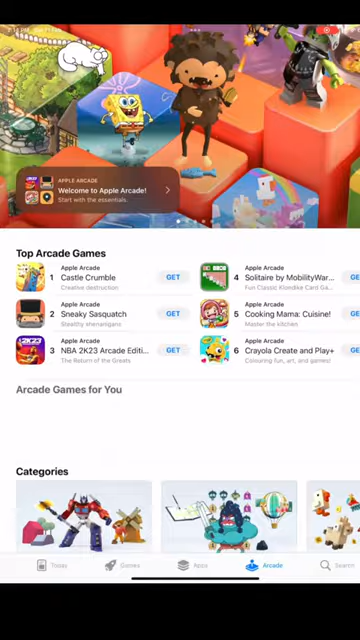 APPLE ARCADE
Welcome to Apple Arcade!
Start with the essentials.
Top Arcade Games
Apple Arcade
1 Castle Crumble
Creative destruction
GET
Apple Arcade
2 Sneaky Sasquatch
Stealthy shenanigans
GET
Apple Arcade
3 NBA 2K23 Arcade Editi...
The Return of the Greats
GET
Apple Arcade
4 Solitaire by MobilityWar...
Fun Classic Klondike Card Ga...
GE
Apple Arcade
5 Cooking Mama: Cuisine!
Master the kitchen
GE
Apple Arcade
6 Crayola Create and Play+
Colouring fun, art, and games!
GE
Arcade Games for You
Categories
Today
Games
Apps
Arcade
Search